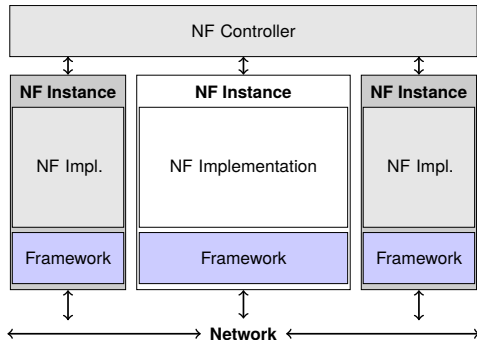 NF Controller
NF Instance NF Instance NF Instance
NF Impl. NF Implementation NF Impl.
Framework Framework Framework
Network